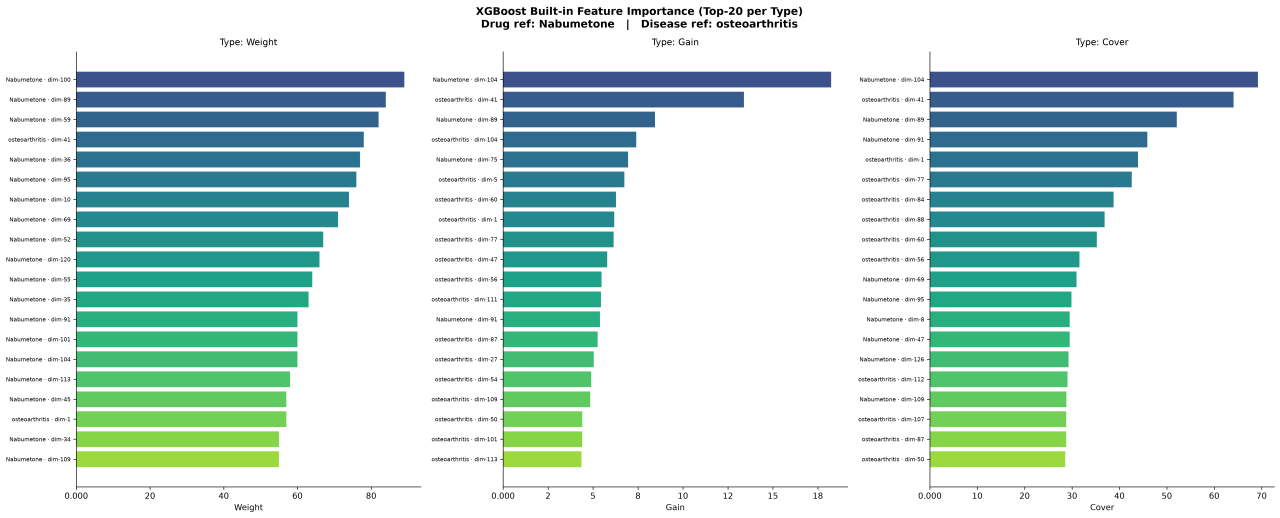 XGBoost Built-in Feature Importance (Top-20 per Type)
Drug ref: Nabumetone | Disease ref: osteoarthritis
Type: Weight
Nabumetone · dim-100
Nabumetone · dim-89
Nabumetone · dim-59
osteoarthritis · dim-41
Nabumetone · dim-36
Nabumetone · dim-95
Nabumetone · dim-10
Nabumetone · dim-69
Nabumetone · dim-52
Nabumetone · dim-120
Nabumetone · dim-55
Nabumetone · dim-35
Nabumetone · dim-91
Nabumetone · dim-101
Nabumetone · dim-104
Nabumetone · dim-113
Nabumetone · dim-45
osteoarthritis · dim-1
Nabumetone · dim-34
Nabumetone · dim-109
0.000 20 40 60 80
Weight
Type: Gain
Nabumetone · dim-104
osteoarthritis · dim-41
Nabumetone · dim-89
osteoarthritis · dim-104
Nabumetone · dim-75
osteoarthritis · dim-5
osteoarthritis · dim-60
osteoarthritis · dim-1
osteoarthritis · dim-77
osteoarthritis · dim-47
osteoarthritis · dim-56
osteoarthritis · dim-111
Nabumetone · dim-91
osteoarthritis · dim-87
osteoarthritis · dim-27
osteoarthritis · dim-54
osteoarthritis · dim-109
osteoarthritis · dim-50
osteoarthritis · dim-101
osteoarthritis · dim-113
0.000 2 5 8 10 12 15 18
Gain
Type: Cover
Nabumetone · dim-104
osteoarthritis · dim-41
Nabumetone · dim-89
Nabumetone · dim-91
osteoarthritis · dim-1
osteoarthritis · dim-77
osteoarthritis · dim-84
osteoarthritis · dim-88
osteoarthritis · dim-60
osteoarthritis · dim-56
Nabumetone · dim-69
Nabumetone · dim-95
Nabumetone · dim-8
Nabumetone · dim-47
Nabumetone · dim-126
osteoarthritis · dim-112
Nabumetone · dim-109
osteoarthritis · dim-107
osteoarthritis · dim-87
osteoarthritis · dim-50
0.000 10 20 30 40 50 60 70
Cover